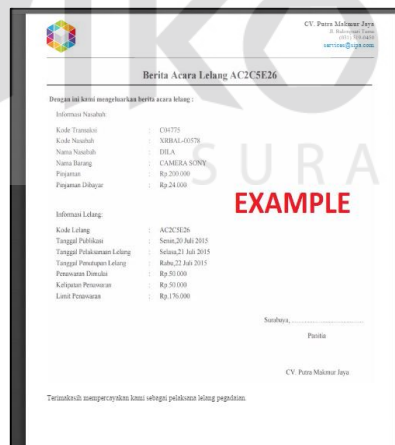 CV. Putra Makmur Jaya
services@cijya.com
Berita Acara Lelang AC2C5E26
Dengan ini kami mengeluarkan berita acara lelang :
Informasi Nasabah :
Kode Transaksi : C04775
Kode Nasabah : XRBAL-00578
Nama Nasabah : DILA
Nama Barang : CAMERA SONY
Pinjaman : Rp.200.000
Pinjaman Dibayar : Rp.24.000
SURA
EXAMPLE
Informasi Lelang:
Kode Lelang : AC2C5E26
Tanggal Publikasi : Senin,20 Juli 2015
Tanggal Pelaksanaan Lelang : Selasa,21 Juli 2015
Tanggal Penutupan Lelang : Rabu,22 Juli 2015
Penawaran Dimulai : Rp.50.000
Kelipatan Penawaran : Rp.50.000
Limit Penawaran : Rp.176.000
Surabaya,
Panitia
CV. Putra Makmur Jaya
Terimakasih mempercayakan kami sebagai pelaksana lelang pegadaian.